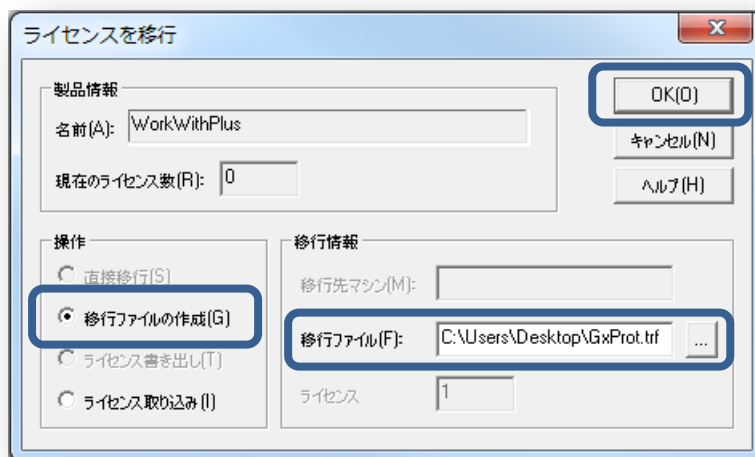 ライセンスを移行
製品情報
名前(A): WorkWithPlus
現在のライセンス数(R): 0
OK(O)
キャンセル(N)
ヘルプ(H)
操作
直接移行(S)
移行ファイルの作成(G)
ライセンス書き出し(T)
ライセンス取り込み(I)
移行情報
移行先マシン(M):
移行ファイル(F): C:\Users\Desktop\GxProt.trf ...
ライセンス 1